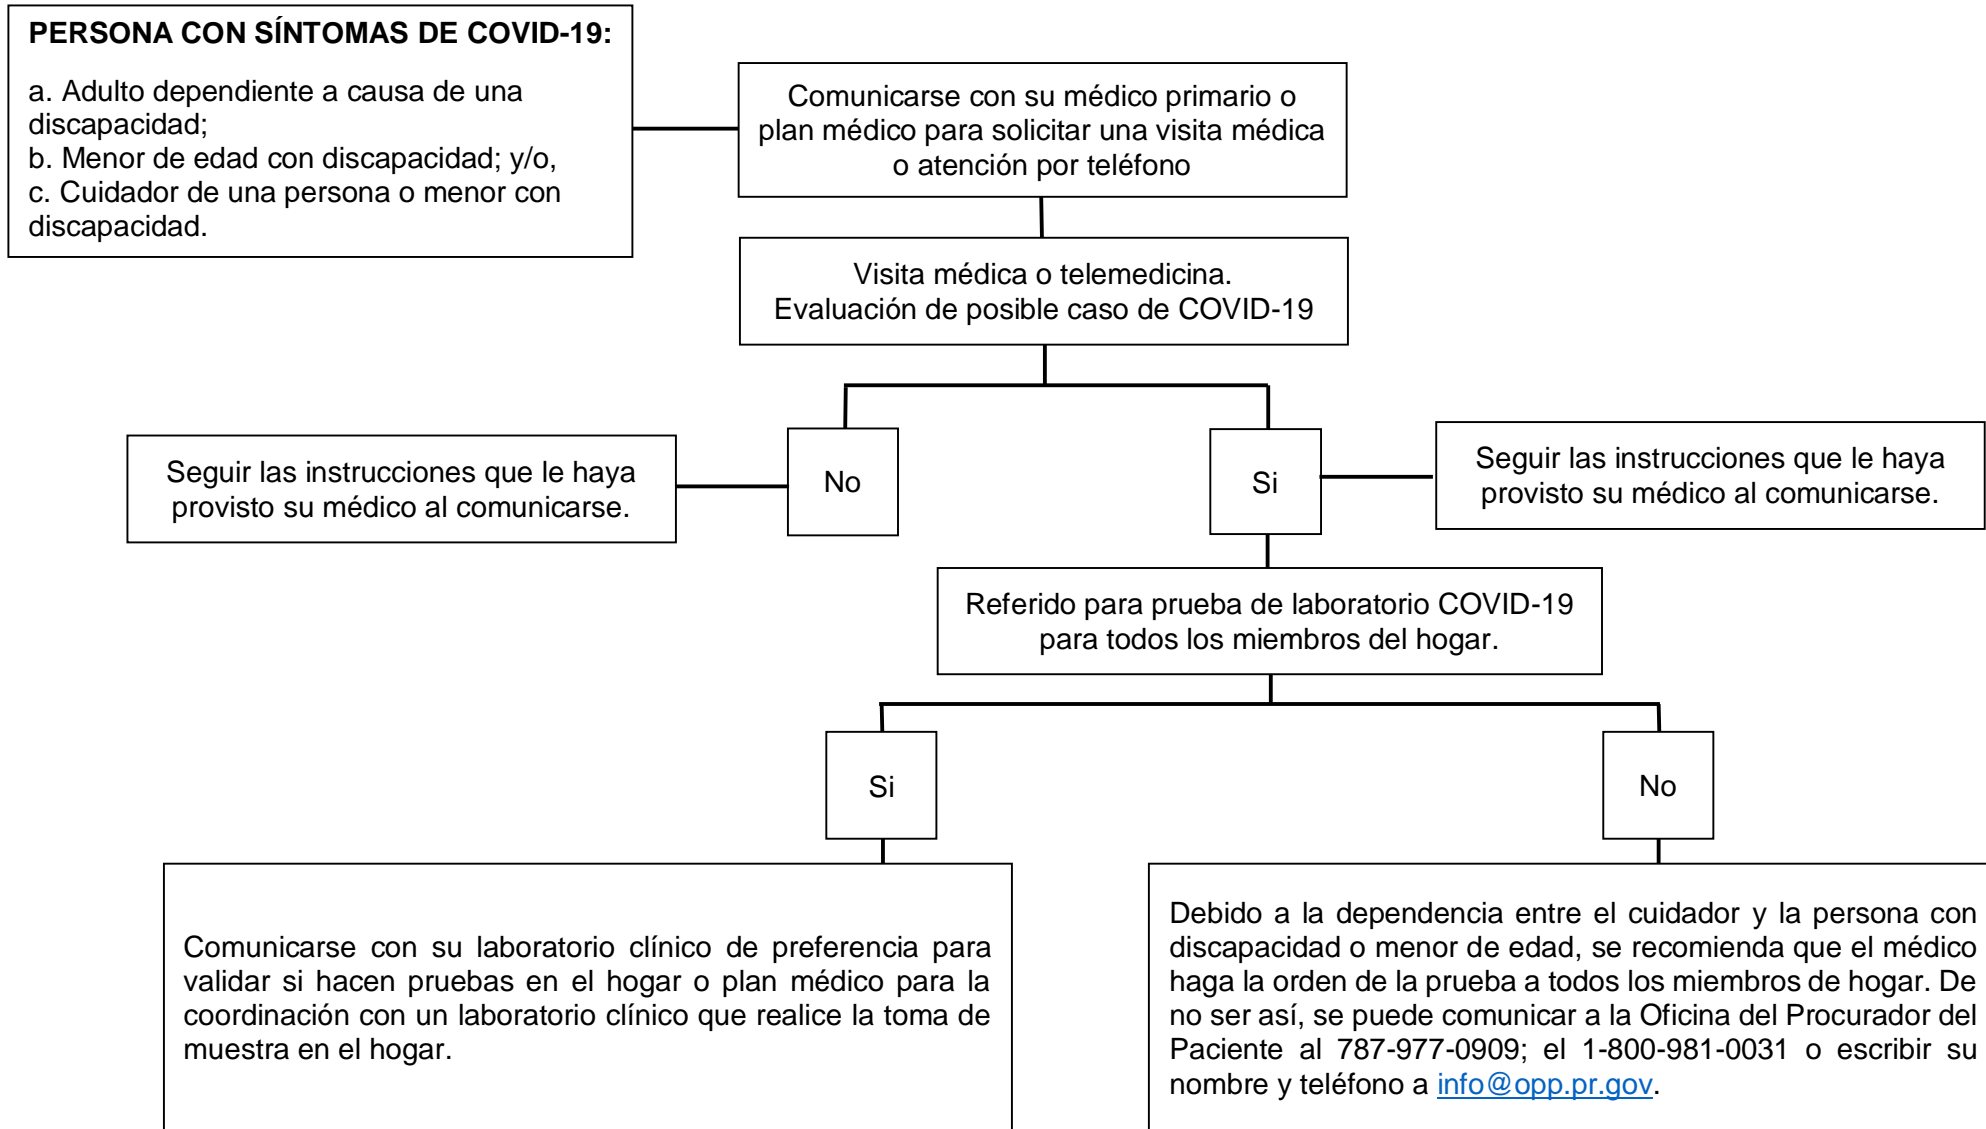 PERSONA CON SÍNTOMAS DE COVID-19:
a. Adulto dependiente a causa de una
discapacidad;
b. Menor de edad con discapacidad; y/o,
c. Cuidador de una persona o menor con
discapacidad.
Comunicarse con su médico primario o
plan médico para solicitar una visita médica
o atención por teléfono
Visita médica o telemedicina.
Evaluación de posible caso de COVID-19
Seguir las instrucciones que le haya
provisto su médico al comunicarse.
No
Si
Seguir las instrucciones que le haya
provisto su médico al comunicarse.
Referido para prueba de laboratorio COVID-19
para todos los miembros del hogar.
Si
No
Comunicarse con su laboratorio clínico de preferencia para
validar si hacen pruebas en el hogar o plan médico para la
coordinación con un laboratorio clínico que realice la toma de
muestra en el hogar.
Debido a la dependencia entre el cuidador y la persona con
discapacidad o menor de edad, se recomienda que el médico
haga la orden de la prueba a todos los miembros de hogar. De
no ser así, se puede comunicar a la Oficina del Procurador del
Paciente al 787-977-0909; el 1-800-981-0031 o escribir su
nombre y teléfono a info@opp.pr.gov.